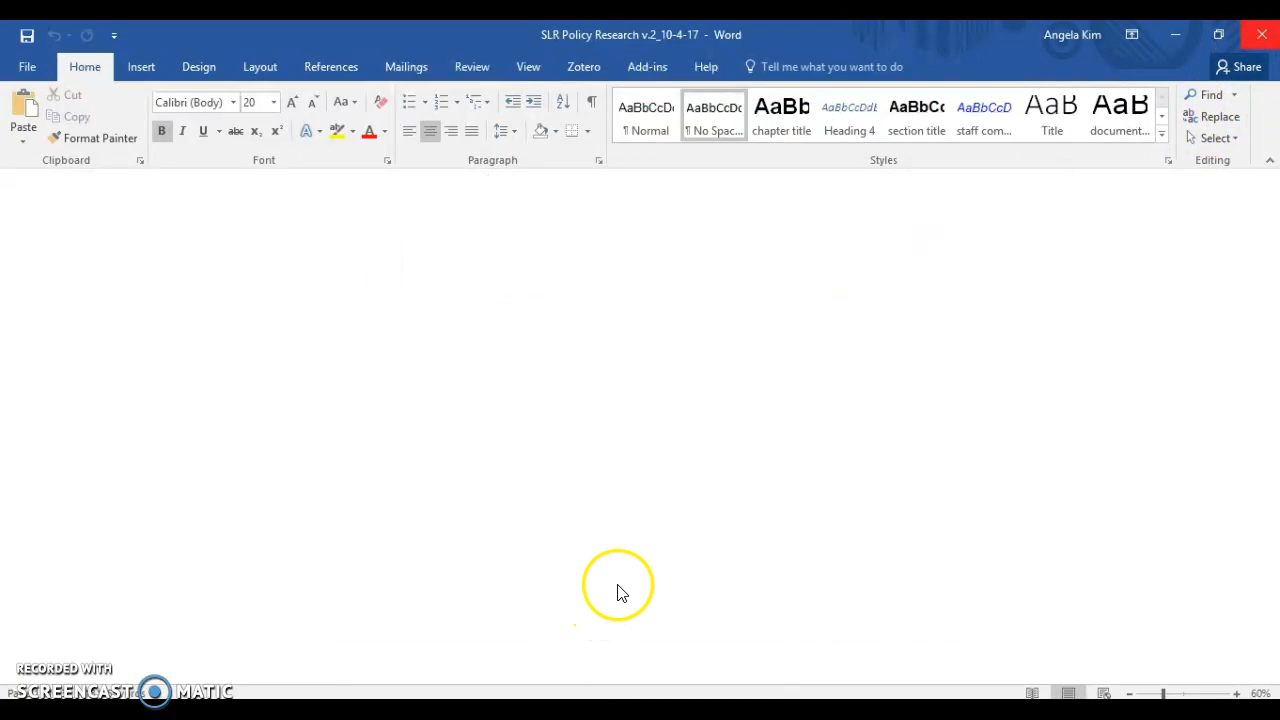 SLR Policy Research v.2_10-4-17 - Word
Angela Kim
File Home Insert Design Layout References Mailings Review View Zotero Add-ins Help Tell me what you want to do Share
Paste
Cut
Copy
Format Painter
Clipboard
Calibri (Body) 20
Font
Paragraph
AaBbCcDc ¶ Normal
AaBbCcDc ¶ No Spac...
AaBb chapter title
AaBbCcDdE Heading 4
AaBbCc section title
AaBbCcD staff com...
AaB Title
AaB document...
Styles
Find
Replace
Select
Editing
RECORDED WITH
SCREENCAST MATIC
60%